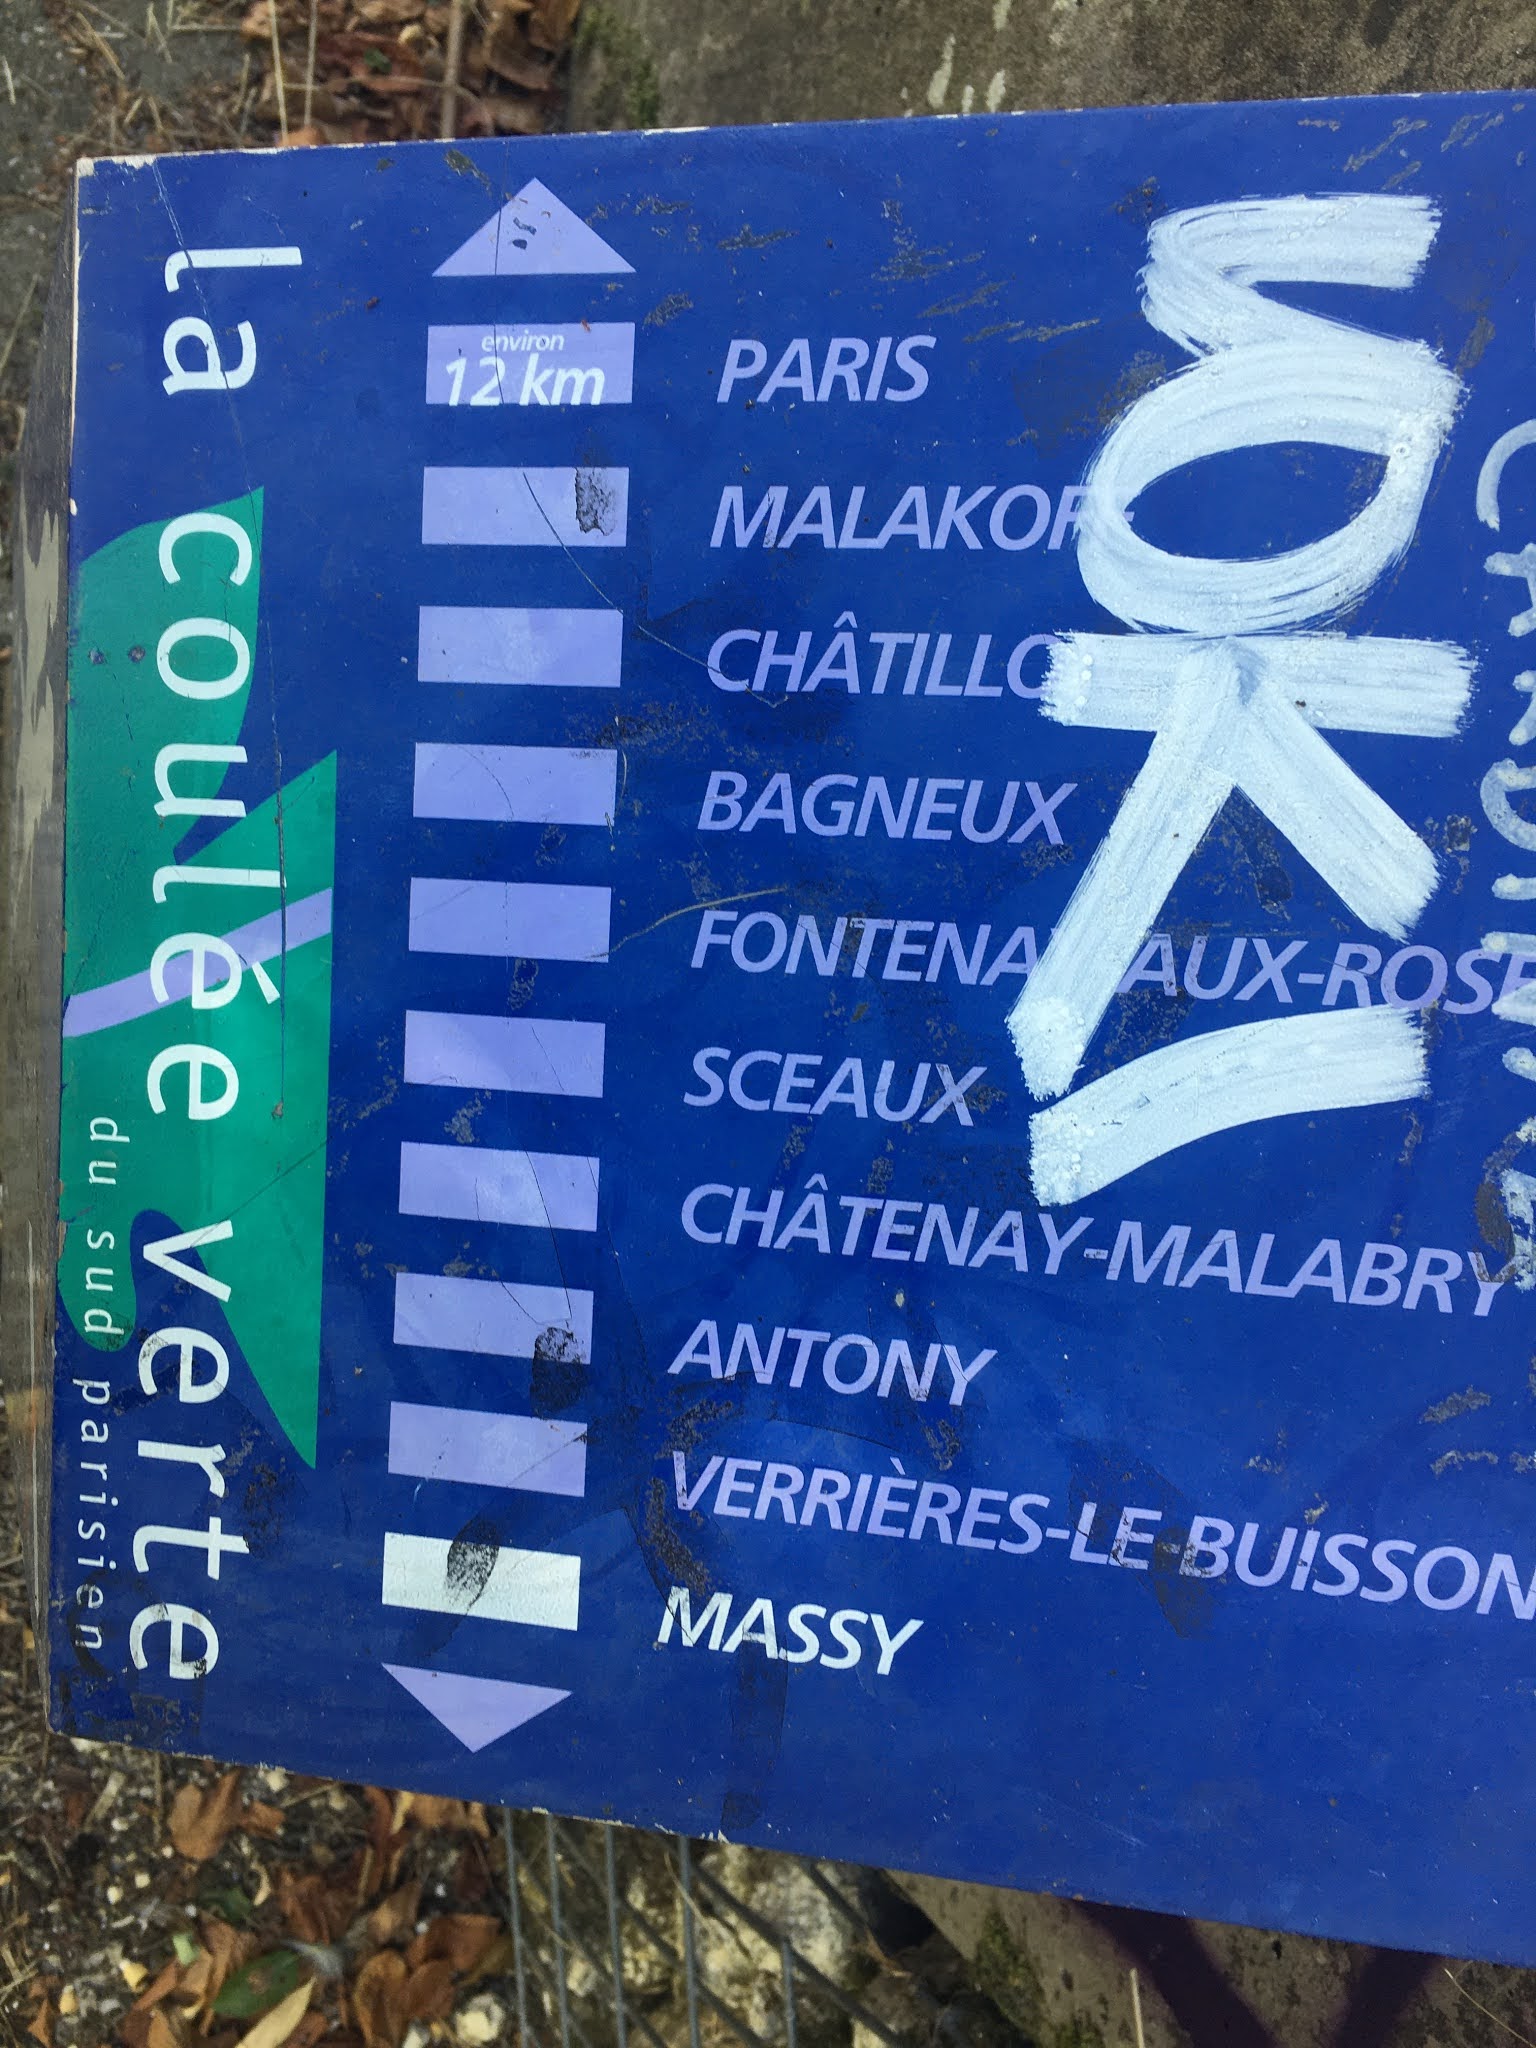 la coulée verte
du sud parisien
environ
12 km
PARIS
MALAKOF
CHÂTILLO
BAGNEUX
FONTENA AUX-ROSE
SCEAUX
CHÂTENAY-MALABRY
ANTONY
VERRIÈRES-LE-BUISSON
MASSY